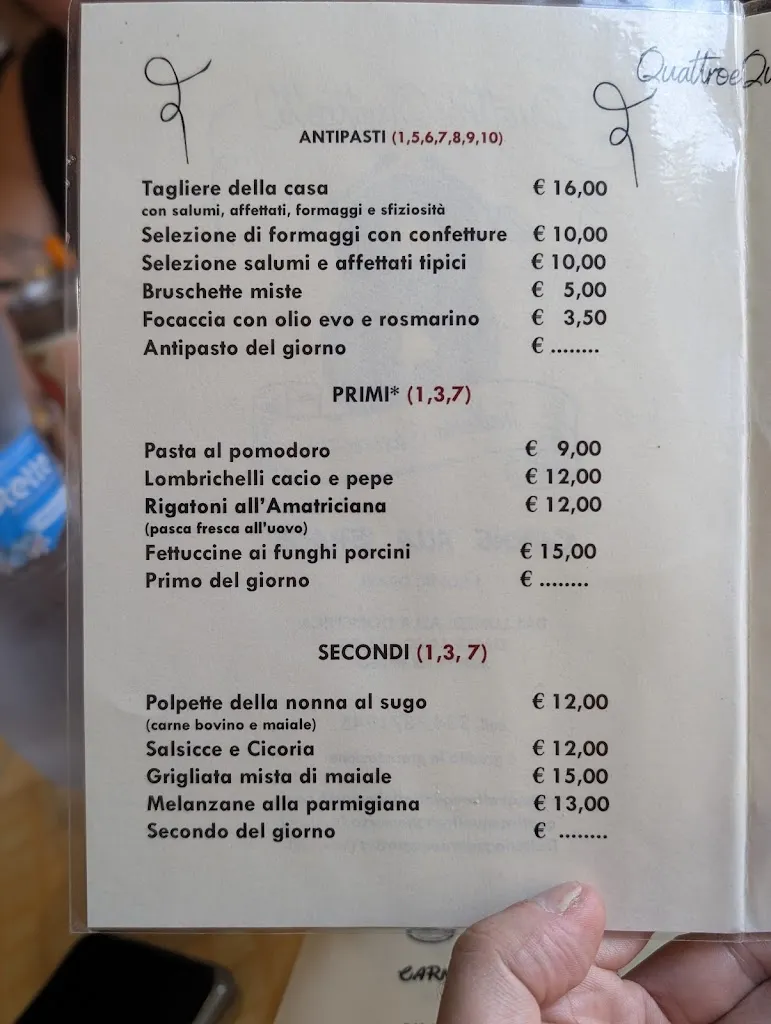 QuattroeQu
ANTIPASTI (1,5,6,7,8,9,10)
Tagliere della casa € 16,00
con salumi, affettati, formaggi e sfiziosità
Selezione di formaggi con confetture € 10,00
Selezione salumi e affettati tipici € 10,00
Bruschette miste € 5,00
Focaccia con olio evo e rosmarino € 3,50
Antipasto del giorno € ........
PRIMI* (1,3,7)
Pasta al pomodoro € 9,00
Lombrichelli cacio e pepe € 12,00
Rigatoni all'Amatriciana € 12,00
(pasca fresca all'uovo)
Fettuccine ai funghi porcini € 15,00
Primo del giorno € ........
SECONDI (1,3, 7)
Polpette della nonna al sugo € 12,00
(carne bovino e maiale)
Salsicce e Cicoria € 12,00
Grigliata mista di maiale € 15,00
Melanzane alla parmigiana € 13,00
Secondo del giorno € ........
CARN